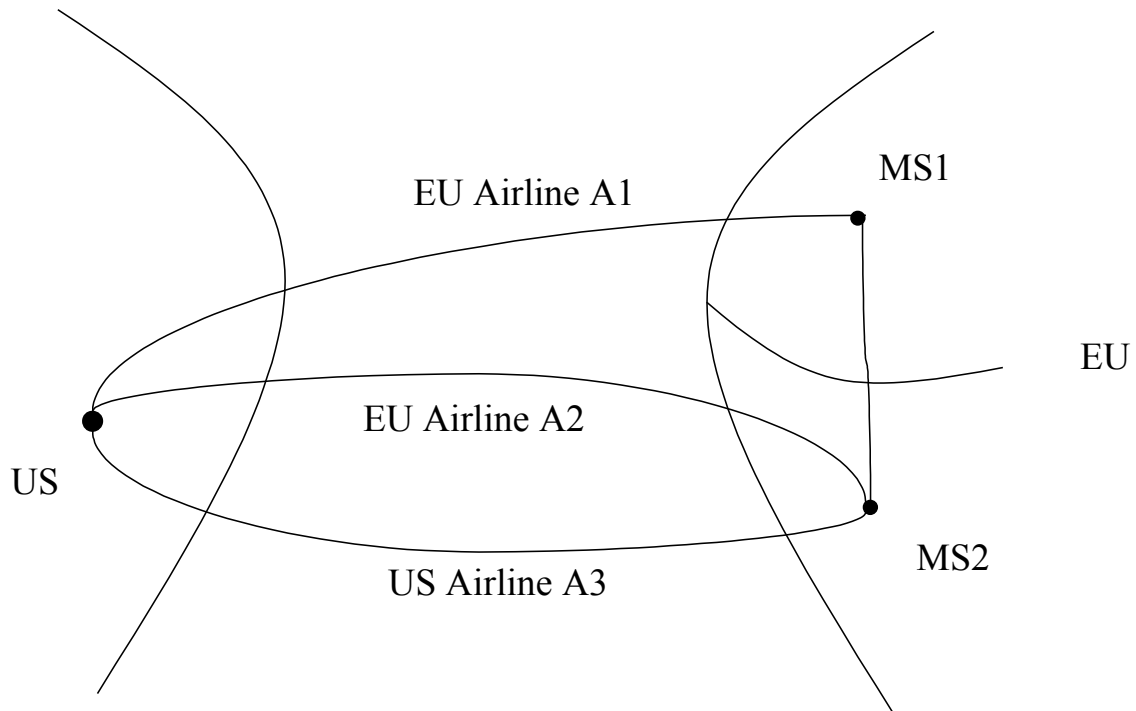 MS1
EU Airline A1
EU
EU Airline A2
US
MS2
US Airline A3